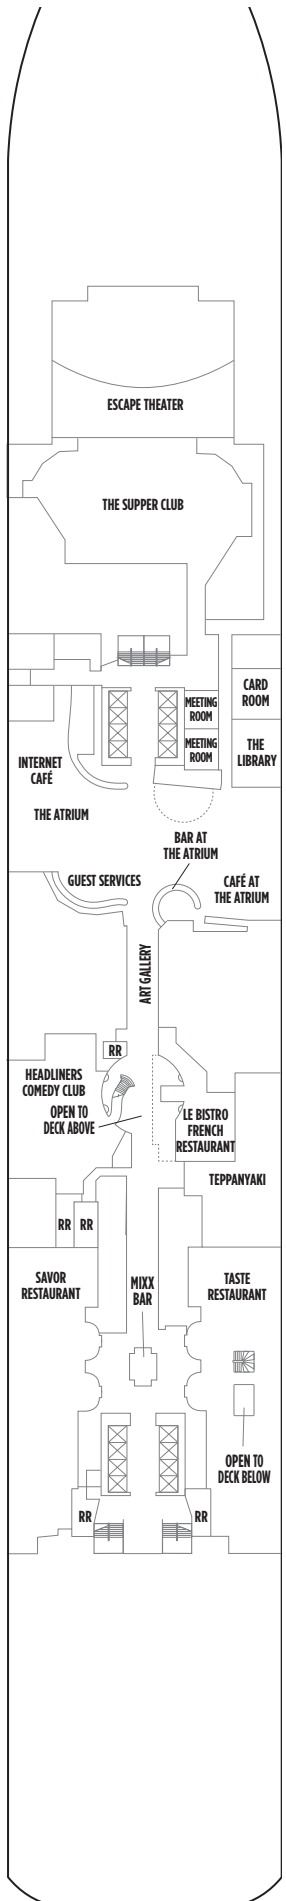 ESCAPE THEATER
THE SUPPER CLUB
CARD
ROOM
MEETING
ROOM
MEETING
ROOM
THE
LIBRARY
INTERNET
CAFÉ
THE ATRIUM
BAR AT
THE ATRIUM
GUEST SERVICES
CAFÉ AT
THE ATRIUM
ART GALLERY
RR
HEADLINERS
COMEDY CLUB
OPEN TO
DECK ABOVE
LE BISTRO
FRENCH
RESTAURANT
TEPPANYAKI
RR
RR
SAVOR
RESTAURANT
MIXX
BAR
TASTE
RESTAURANT
OPEN TO
DECK BELOW
RR
RR